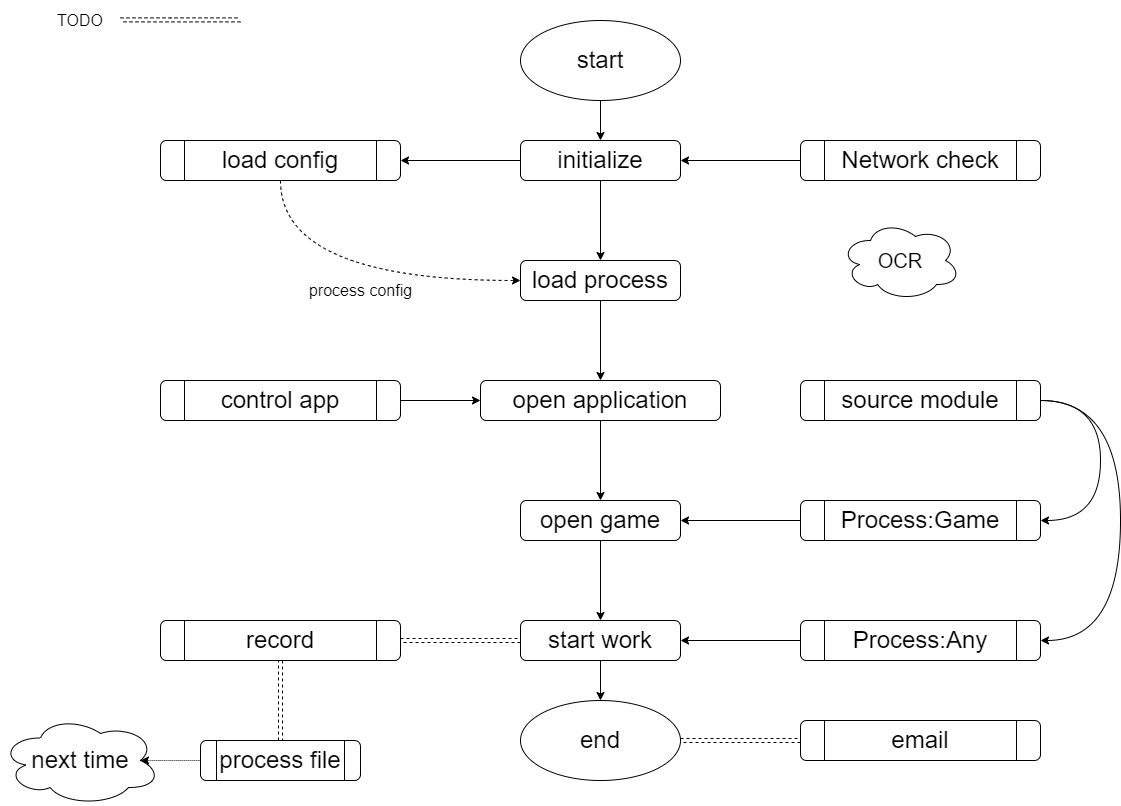 TODO
start
load config
initialize
Network check
OCR
load process
process config
control app
open application
source module
open game
Process:Game
record
start work
Process:Any
next time
process file
end
email